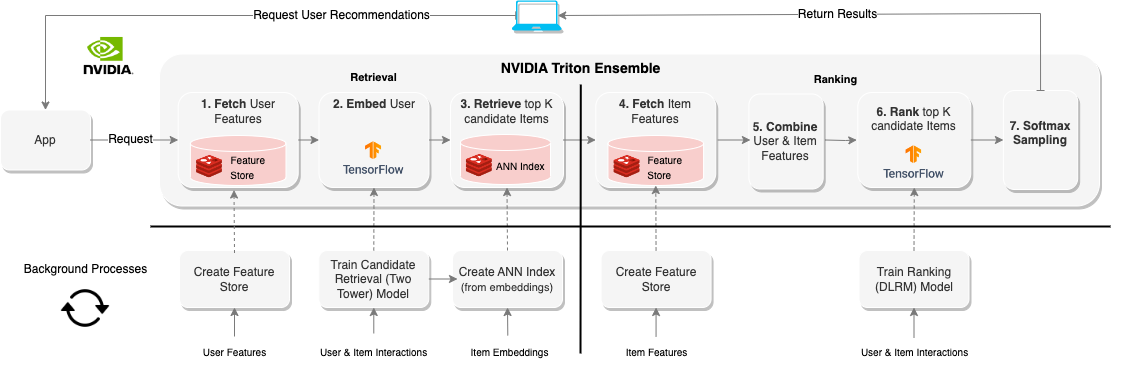 Request User Recommendations
Return Results
NVIDIA.
NVIDIA Triton Ensemble
Retrieval
Ranking
App
Request
1. Fetch User
Features
Feature
Store
2. Embed User
TensorFlow
3. Retrieve top K
candidate Items
ANN Index
4. Fetch Item
Features
Feature
Store
5. Combine
User & Item
Features
6. Rank top K
candidate Items
TensorFlow
7. Softmax
Sampling
Background Processes
Create Feature
Store
Train Candidate
Retrieval (Two
Tower) Model
Create ANN Index
(from embeddings)
Create Feature
Store
Train Ranking
(DLRM) Model
User Features
User & Item Interactions
Item Embeddings
Item Features
User & Item Interactions